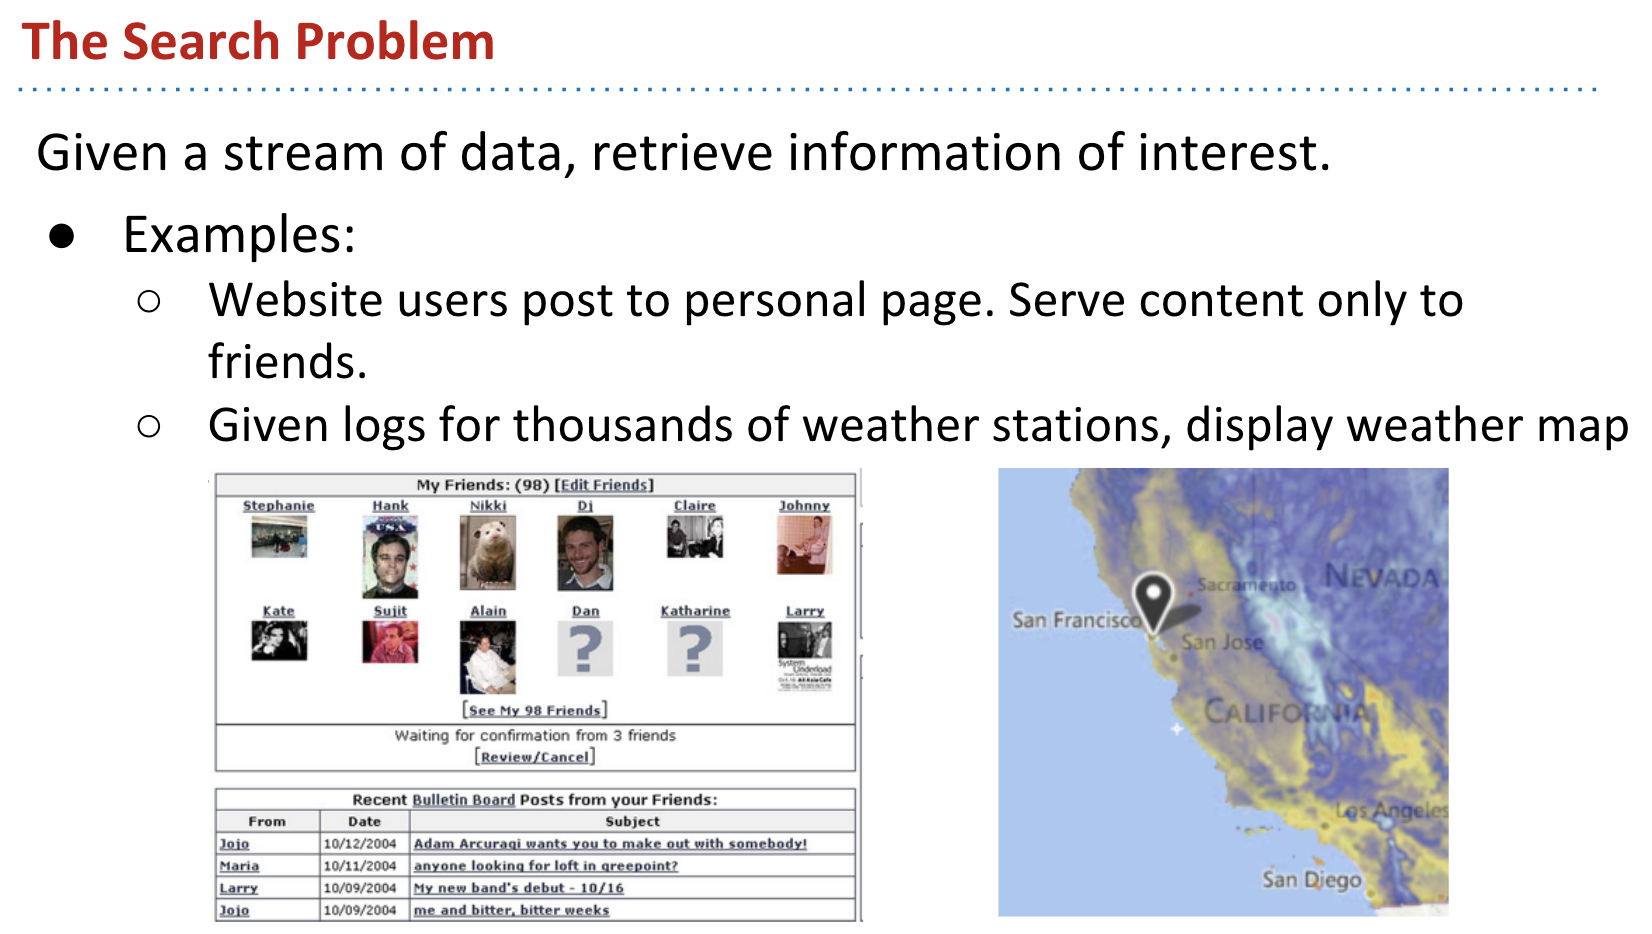 The Search Problem
Given a stream of data, retrieve information of interest.
● Examples:
○ Website users post to personal page. Serve content only to
friends.
○ Given logs for thousands of weather stations, display weather map
My Friends: (98) [Edit Friends]
Stephanie Hank Nikki Dj Claire Johnny
Kate Sujit Alain Dan Katharine Larry
System
Underload
[See My 98 Friends]
Waiting for confirmation from 3 friends
[Review/Cancel]
Recent Bulletin Board Posts from your Friends:
From Date Subject
Jojo 10/12/2004 Adam Arcuragi wants you to make out with somebody!
Maria 10/11/2004 anyone looking for loft in greepoint?
Larry 10/09/2004 My new band's debut - 10/16
Jojo 10/09/2004 me and bitter, bitter weeks
NEVADA
Sacramento
San Francisco
San Jose
CALIFORNIA
Los Angeles
San Diego